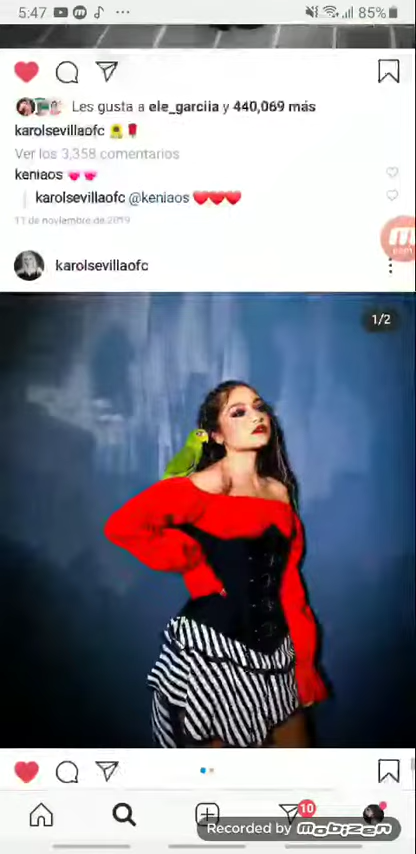 5:47 85%
Les gusta a ele_garciia y 440,069 más
karolsevillaofc
Ver los 3,358 comentarios
keniaos
karolsevillaofc @keniaos
11 de noviembre de 2019
karolsevillaofc
1/2
10
Recorded by mobizen